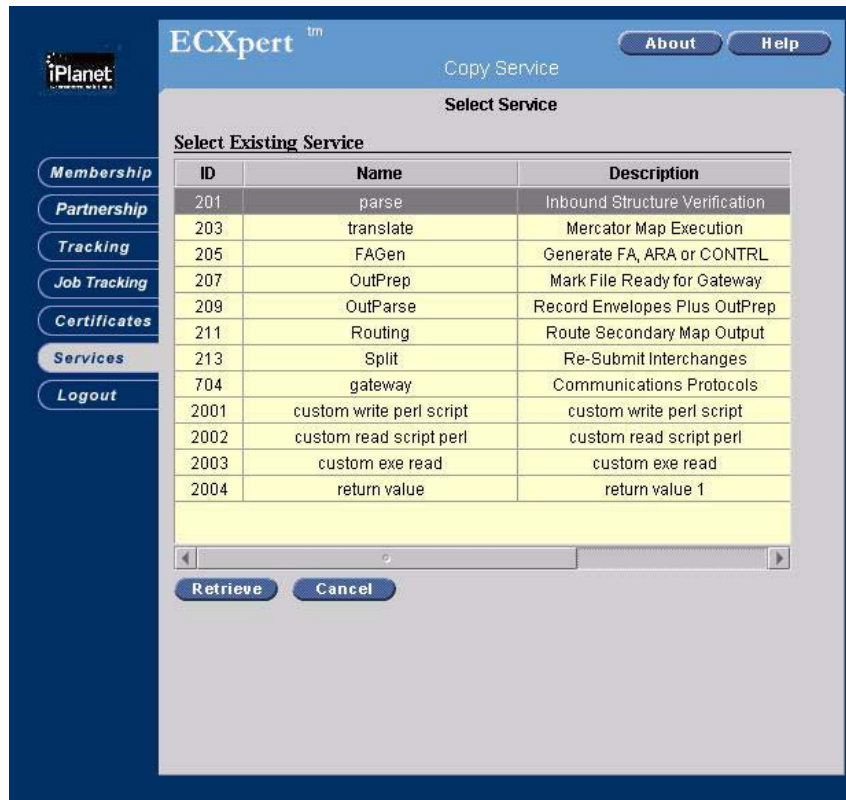 ECXpert tm
About Help
iPlanet
Copy Service
Select Service
Select Existing Service
Membership
Partnership
Tracking
Job Tracking
Certificates
Services
Logout
ID Name Description
201 parse Inbound Structure Verification
203 translate Mercator Map Execution
205 FAGen Generate FA, ARA or CONTRL
207 OutPrep Mark File Ready for Gateway
209 OutParse Record Envelopes Plus OutPrep
211 Routing Route Secondary Map Output
213 Split Re-Submit Interchanges
704 gateway Communications Protocols
2001 custom write perl script custom write perl script
2002 custom read script perl custom read script perl
2003 custom exe read custom exe read
2004 return value return value 1
Retrieve Cancel